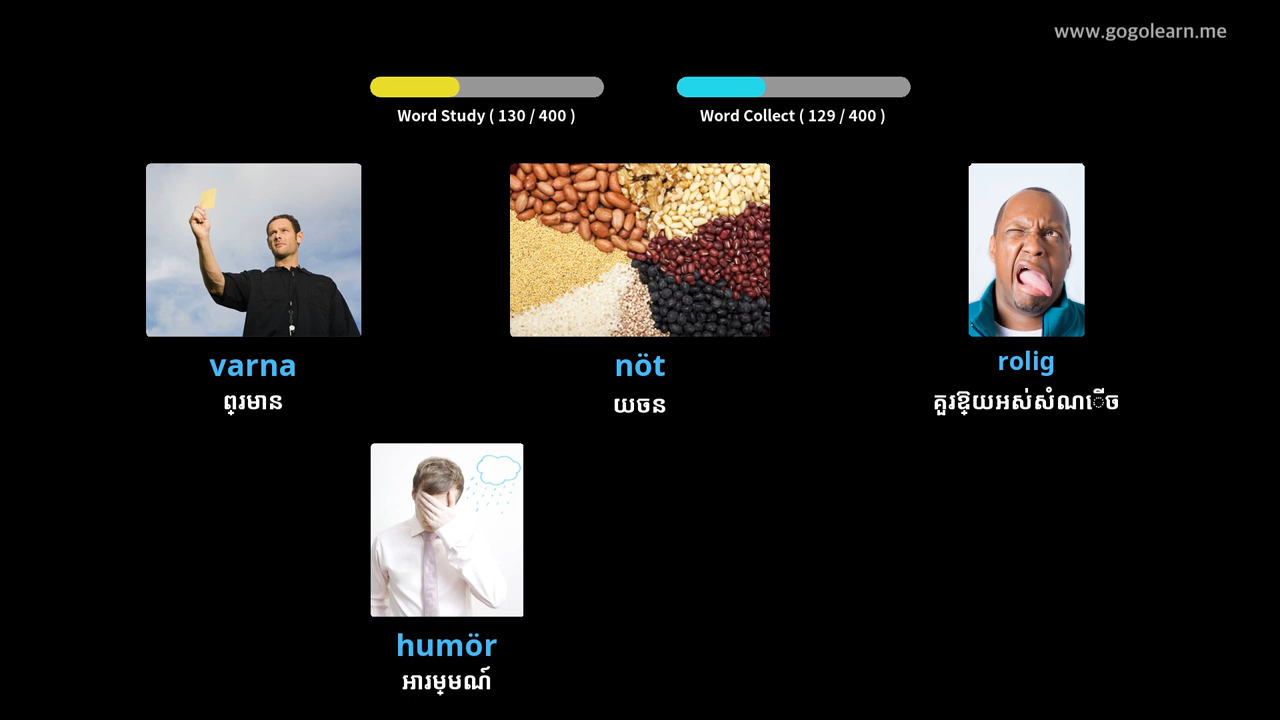 www.gogolearn.me
Word Study ( 130 / 400 )
Word Collect ( 129 / 400 )
varna
ព្រមាន
nöt
យចន
rolig
គួរឱ្យអស់សំណើច
humör
អារម្មណ៍